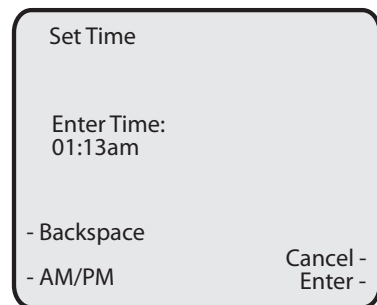 Set Time
Enter Time:
01:13am
- Backspace
Cancel -
- AM/PM
Enter -